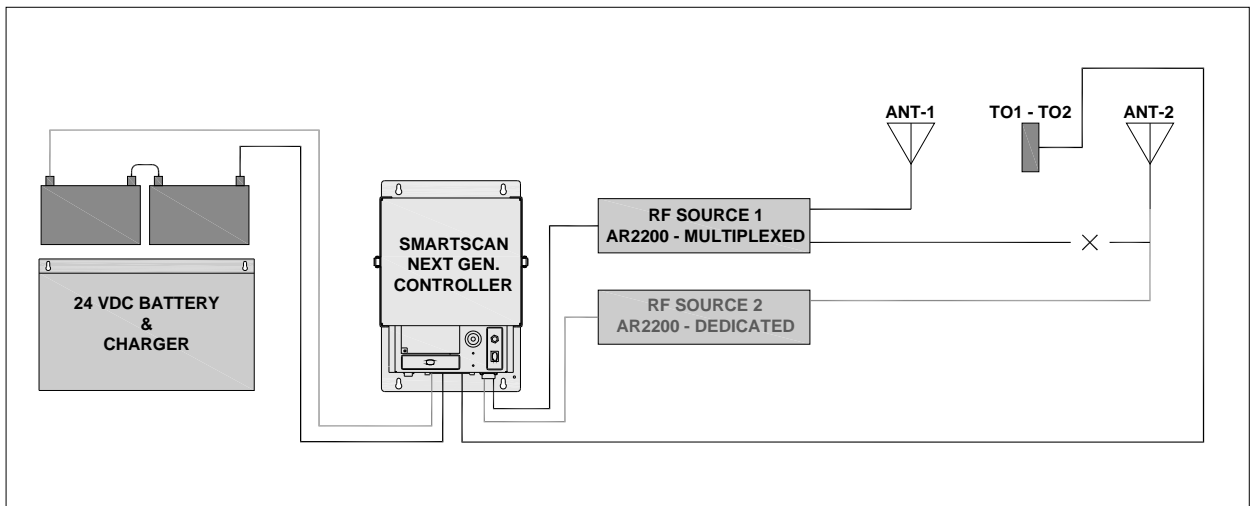 ANT-1
TO1 - TO2
ANT-2
RF SOURCE 1
AR2200 - MULTIPLEXED
SMARTSCAN
NEXT GEN.
CONTROLLER
24 VDC BATTERY
&
CHARGER
RF SOURCE 2
AR2200 - DEDICATED